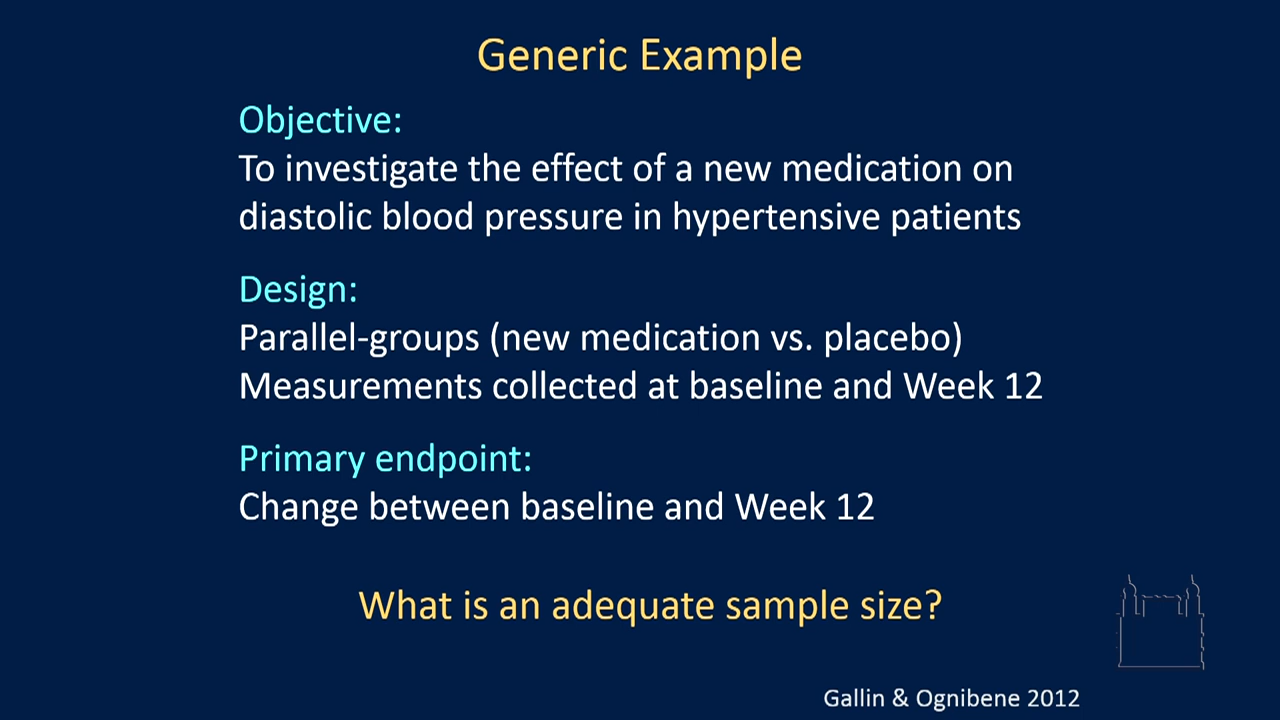 Generic Example
Objective:
To investigate the effect of a new medication on
diastolic blood pressure in hypertensive patients
Design:
Parallel-groups (new medication vs. placebo)
Measurements collected at baseline and Week 12
Primary endpoint:
Change between baseline and Week 12
What is an adequate sample size?
Gallin & Ognibene 2012